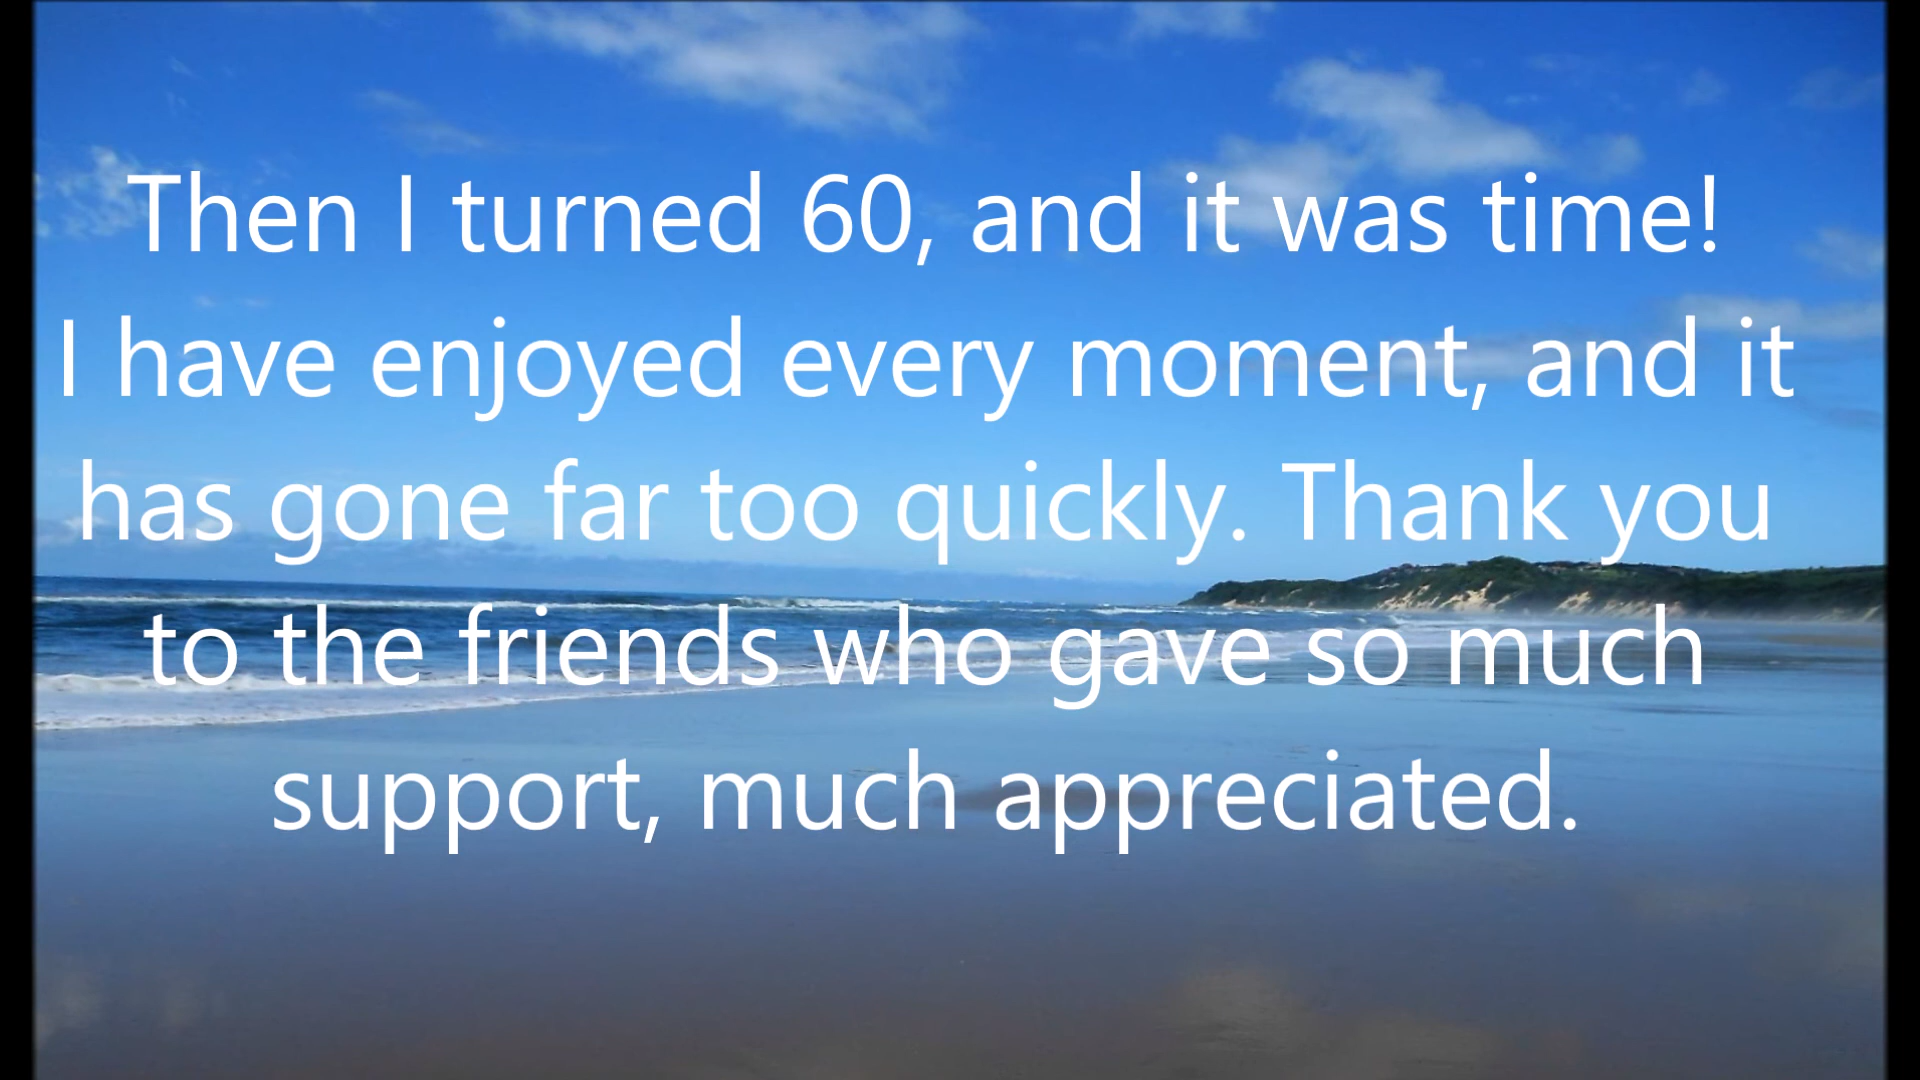 Then I turned 60, and it was time!
I have enjoyed every moment, and it
has gone far too quickly. Thank you
to the friends who gave so much
support, much appreciated.